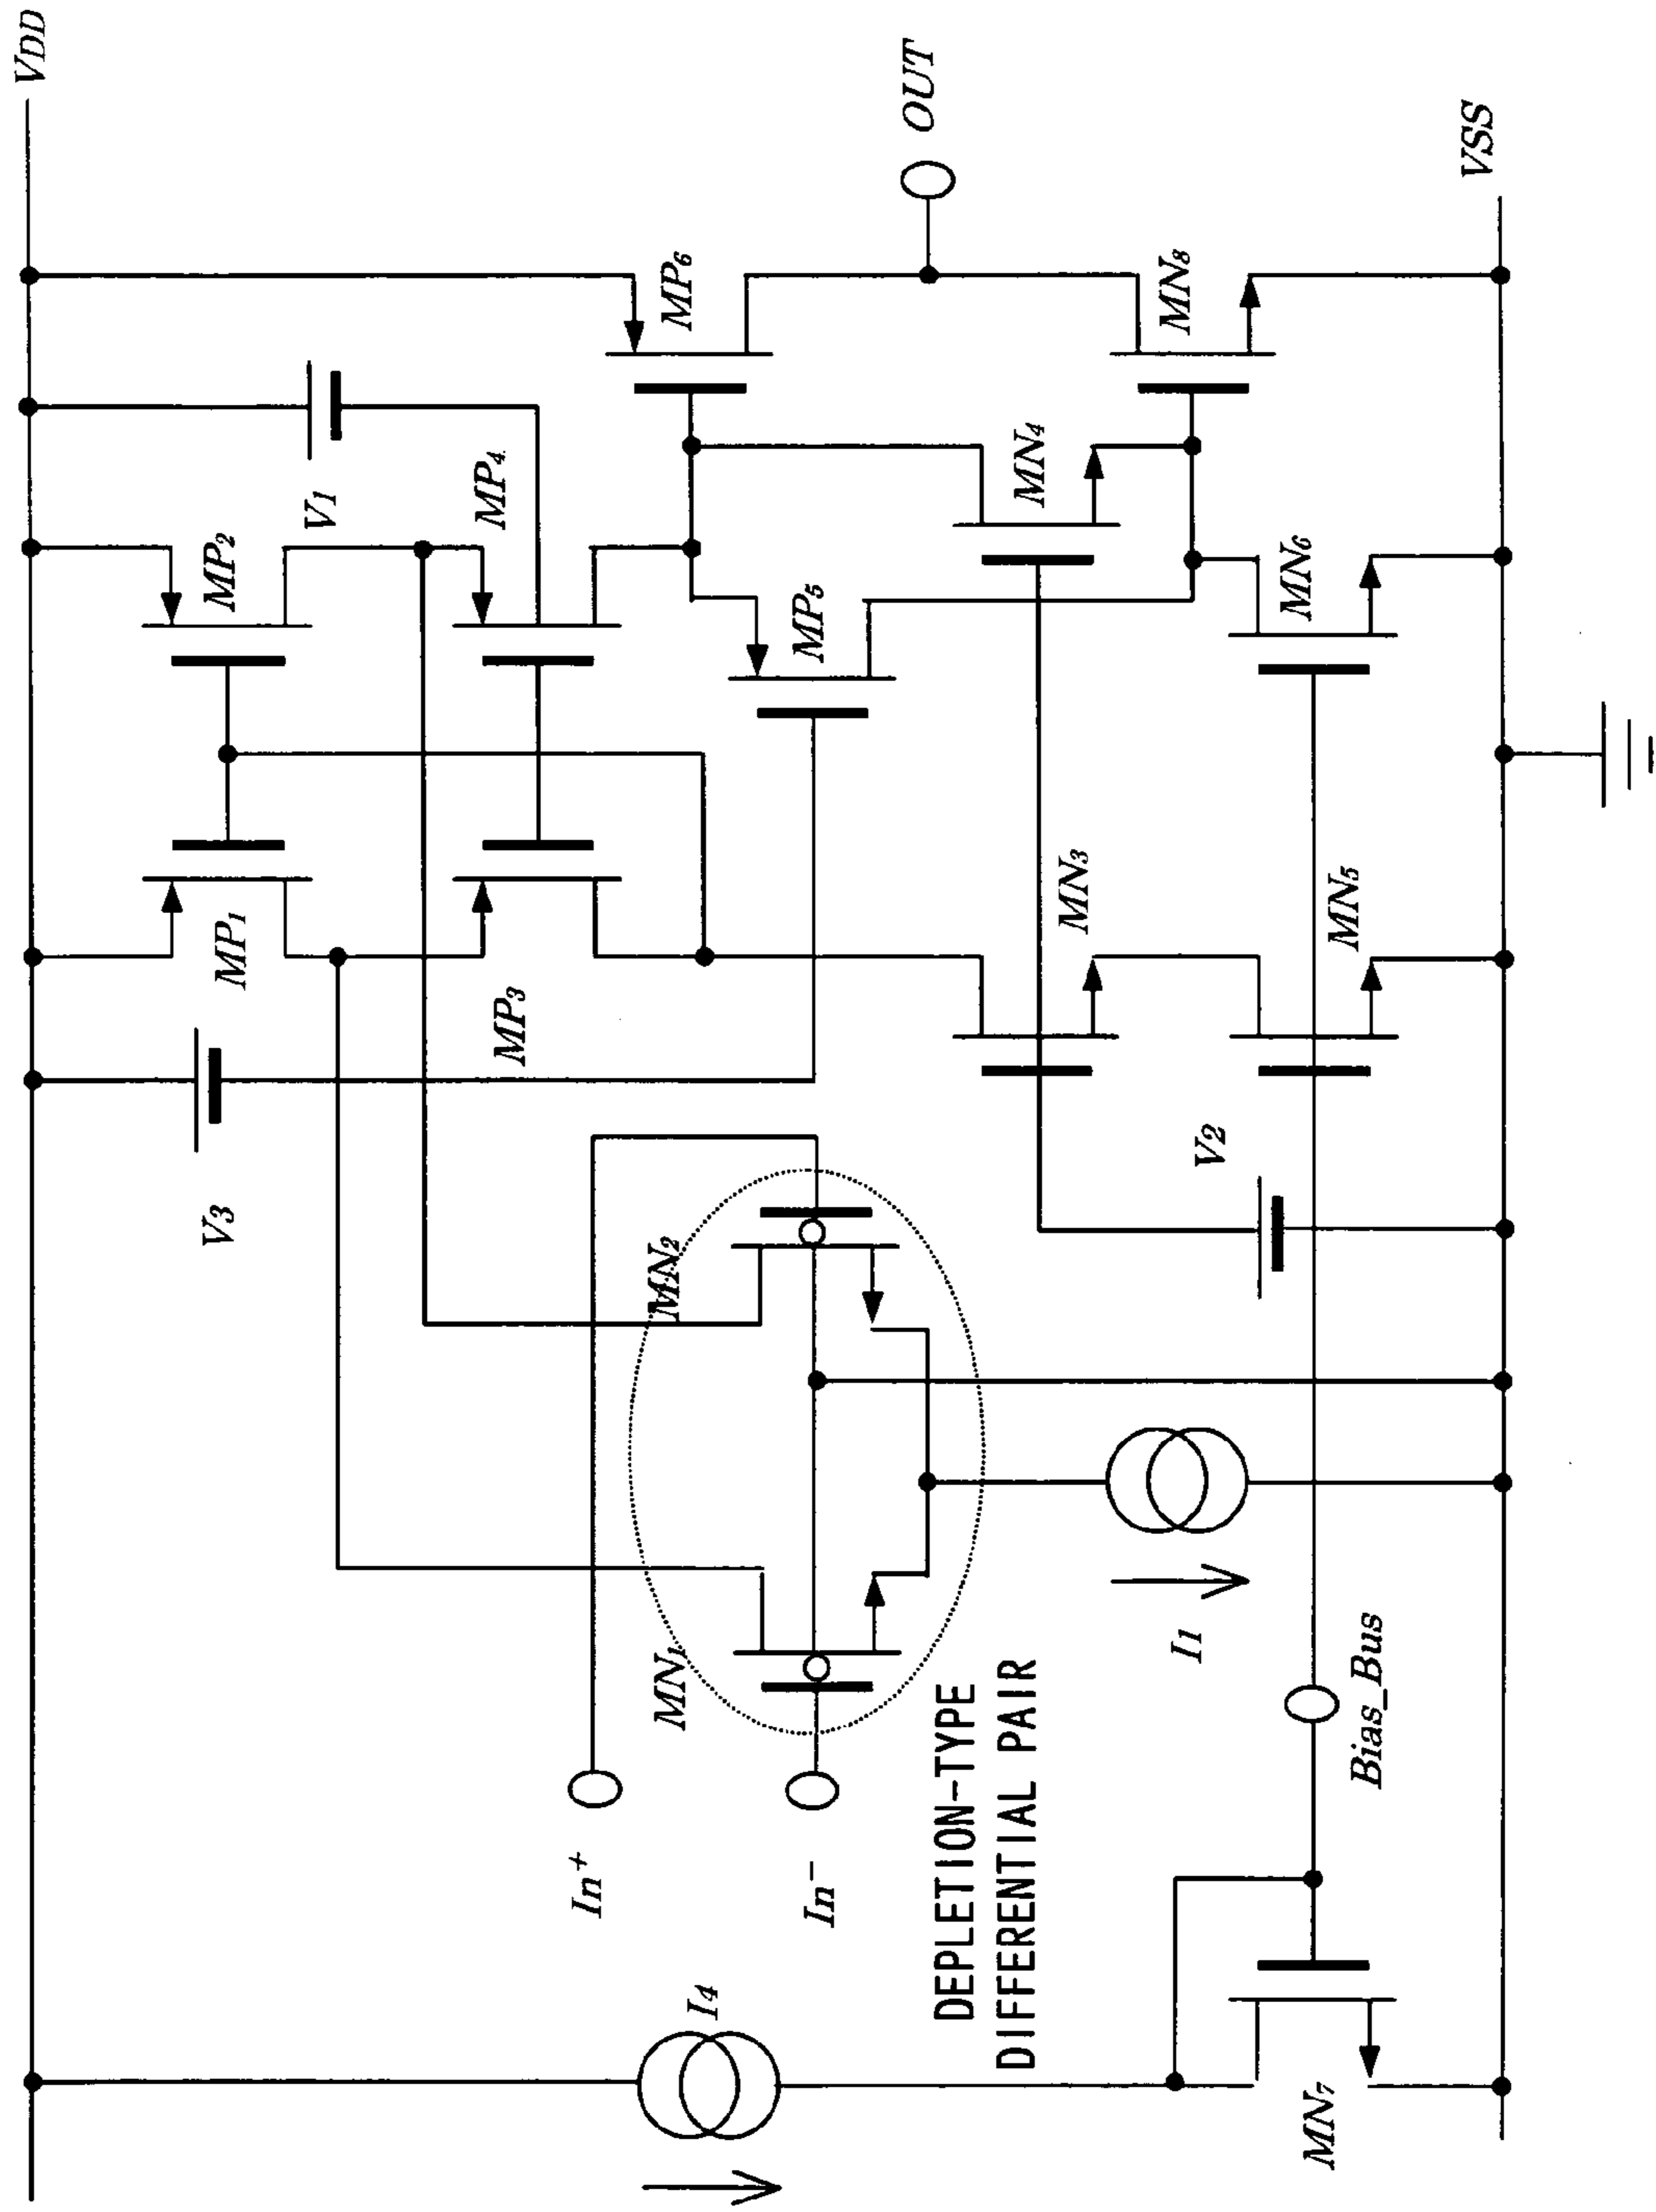 VDD
MP1
MP2
V1
V3
MP3
MP4
MP6
MP5
OUT
In+
In−
MN1
MN2
DEPLETION-TYPE
DIFFERENTIAL PAIR
I4
MN3
MN4
MN8
V2
I1
MN5
MN6
MN7
Bias_Bus
VSS